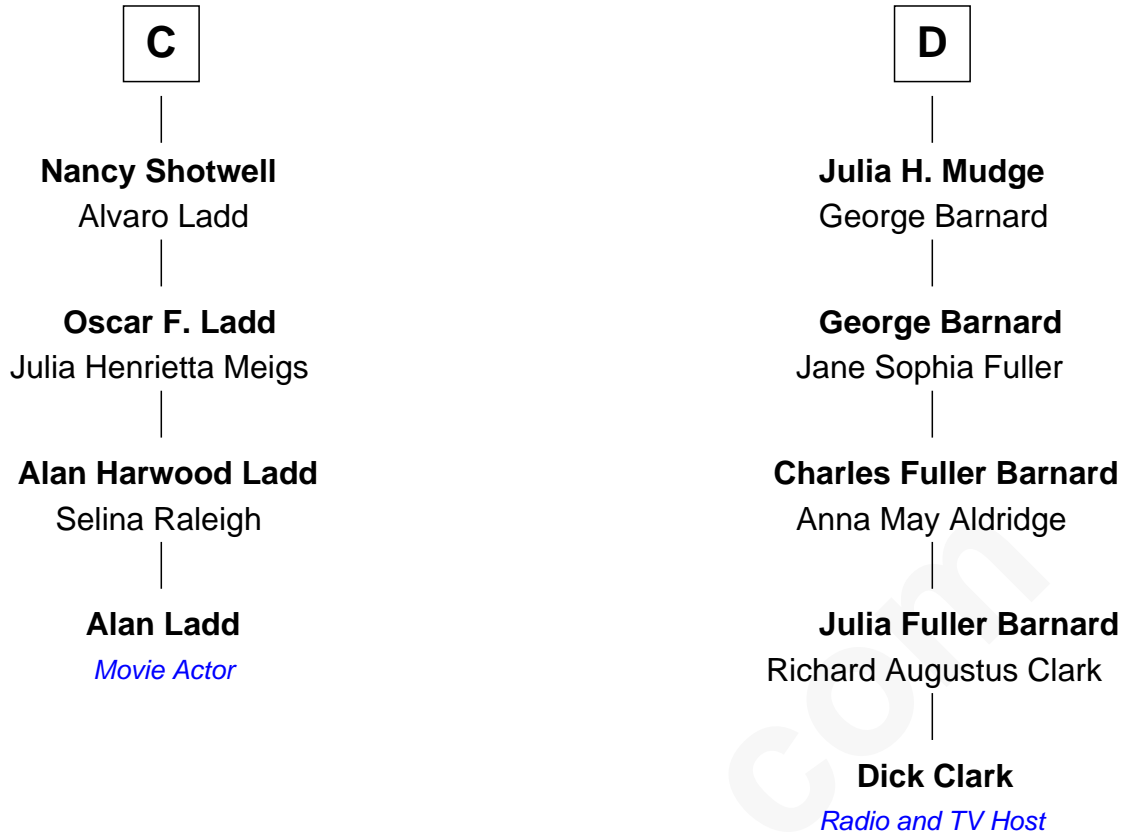 C
Nancy Shotwell
Alvaro Ladd
Oscar F. Ladd
Julia Henrietta Meigs
Alan Harwood Ladd
Selina Raleigh
Alan Ladd
Movie Actor
D
Julia H. Mudge
George Barnard
George Barnard
Jane Sophia Fuller
Charles Fuller Barnard
Anna May Aldridge
Julia Fuller Barnard
Richard Augustus Clark
Dick Clark
Radio and TV Host
com